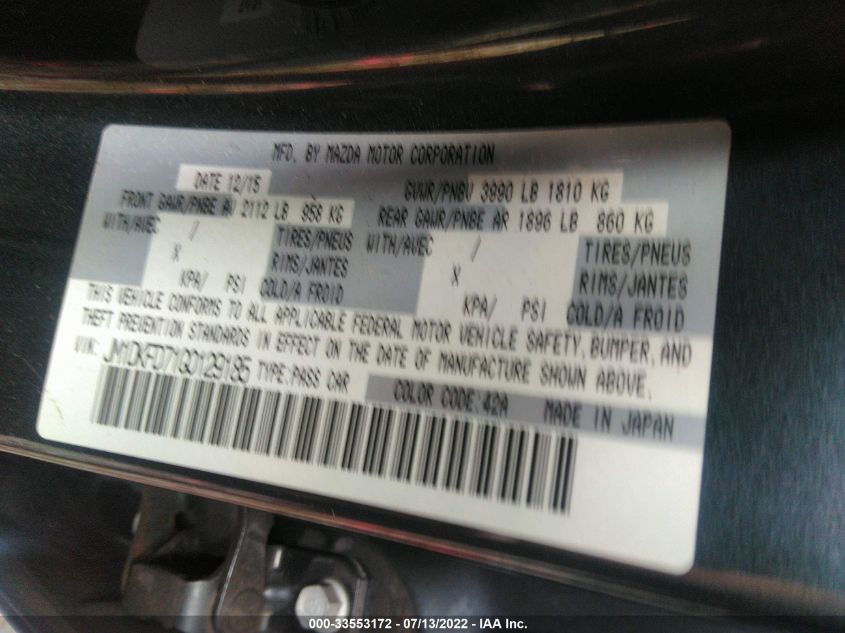 MFD. BY MAZDA MOTOR CORPORATION
DATE 12/15 GVWR/PNBV 3990 LB 1810 KG
FRONT GAWR/PNBE AV 2112 LB 958 KG REAR GAWR/PNBE AR 1896 LB 860 KG
WITH/AVEC / TIRES/PNEUS WITH/AVEC / TIRES/PNEUS
X RIMS/JANTES X RIMS/JANTES
KPA/ PSI COLD/A FROID KPA/ PSI COLD/A FROID
THIS VEHICLE CONFORMS TO ALL APPLICABLE FEDERAL MOTOR VEHICLE SAFETY, BUMPER, AND
THEFT PREVENTION STANDARDS IN EFFECT ON THE DATE OF MANUFACTURE SHOWN ABOVE.
VIN: JM1DKFD71G0129195 TYPE:PASS CAR
COLOR CODE:42A MADE IN JAPAN
000-33553172 - 07/13/2022 - IAA Inc.